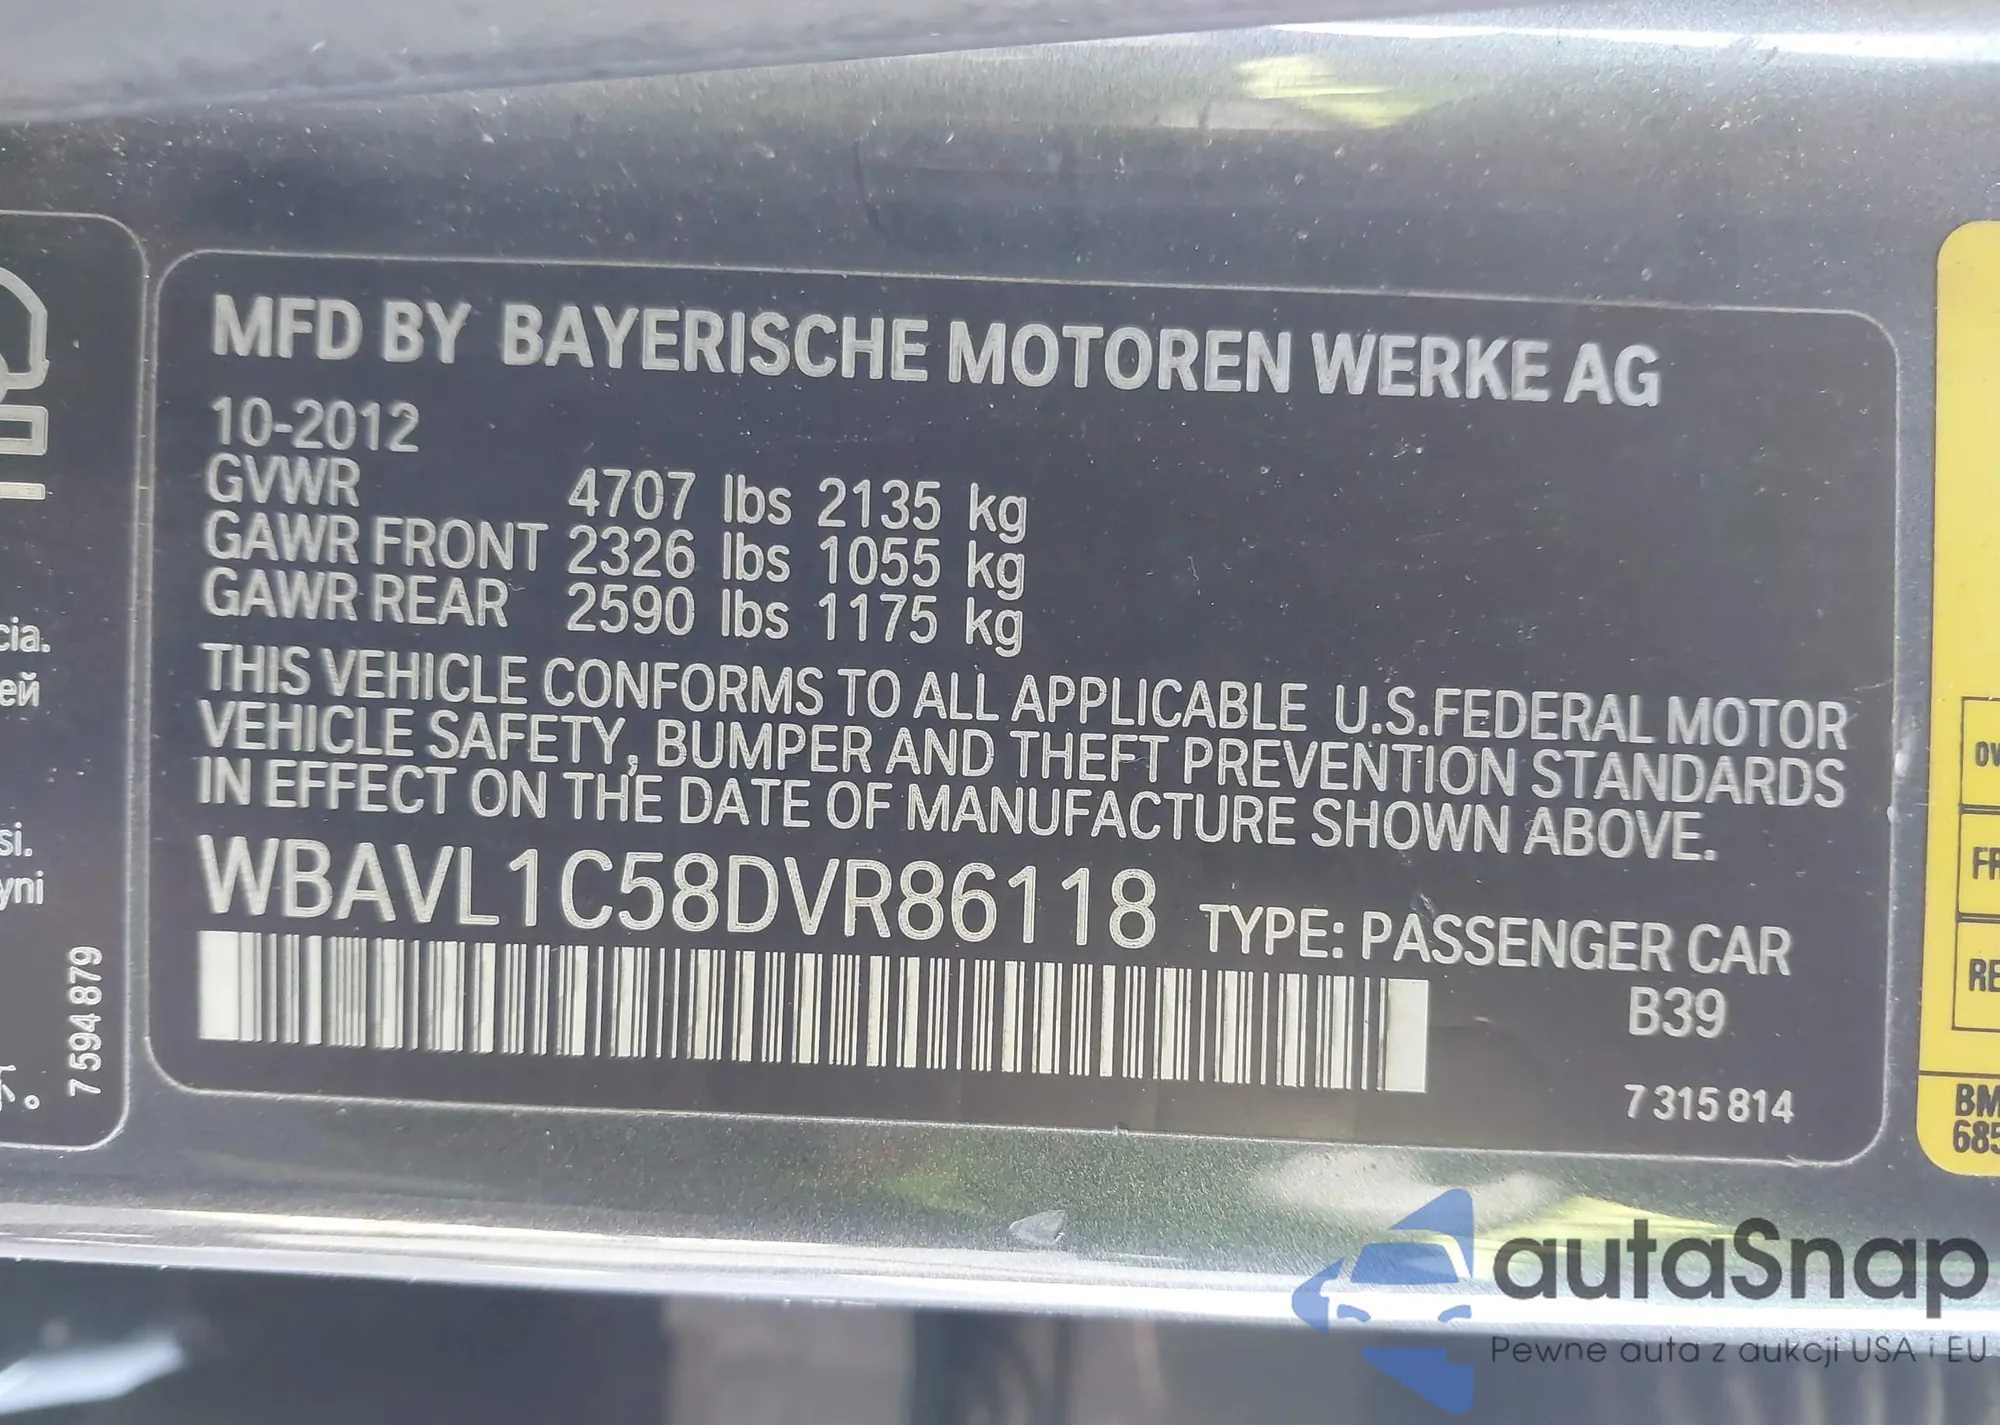 MFD BY BAYERISCHE MOTOREN WERKE AG
10-2012
GVWR 4707 lbs 2135 kg
GAWR FRONT 2326 lbs 1055 kg
GAWR REAR 2590 lbs 1175 kg
THIS VEHICLE CONFORMS TO ALL APPLICABLE U.S.FEDERAL MOTOR
VEHICLE SAFETY, BUMPER AND THEFT PREVENTION STANDARDS
IN EFFECT ON THE DATE OF MANUFACTURE SHOWN ABOVE.
WBAVL1C58DVR86118 TYPE: PASSENGER CAR
B39
7 315 814
cia.
ей
si.
yni
7 594 879
BM
685
autaSnap
Pewne auta z aukcji USA i EU